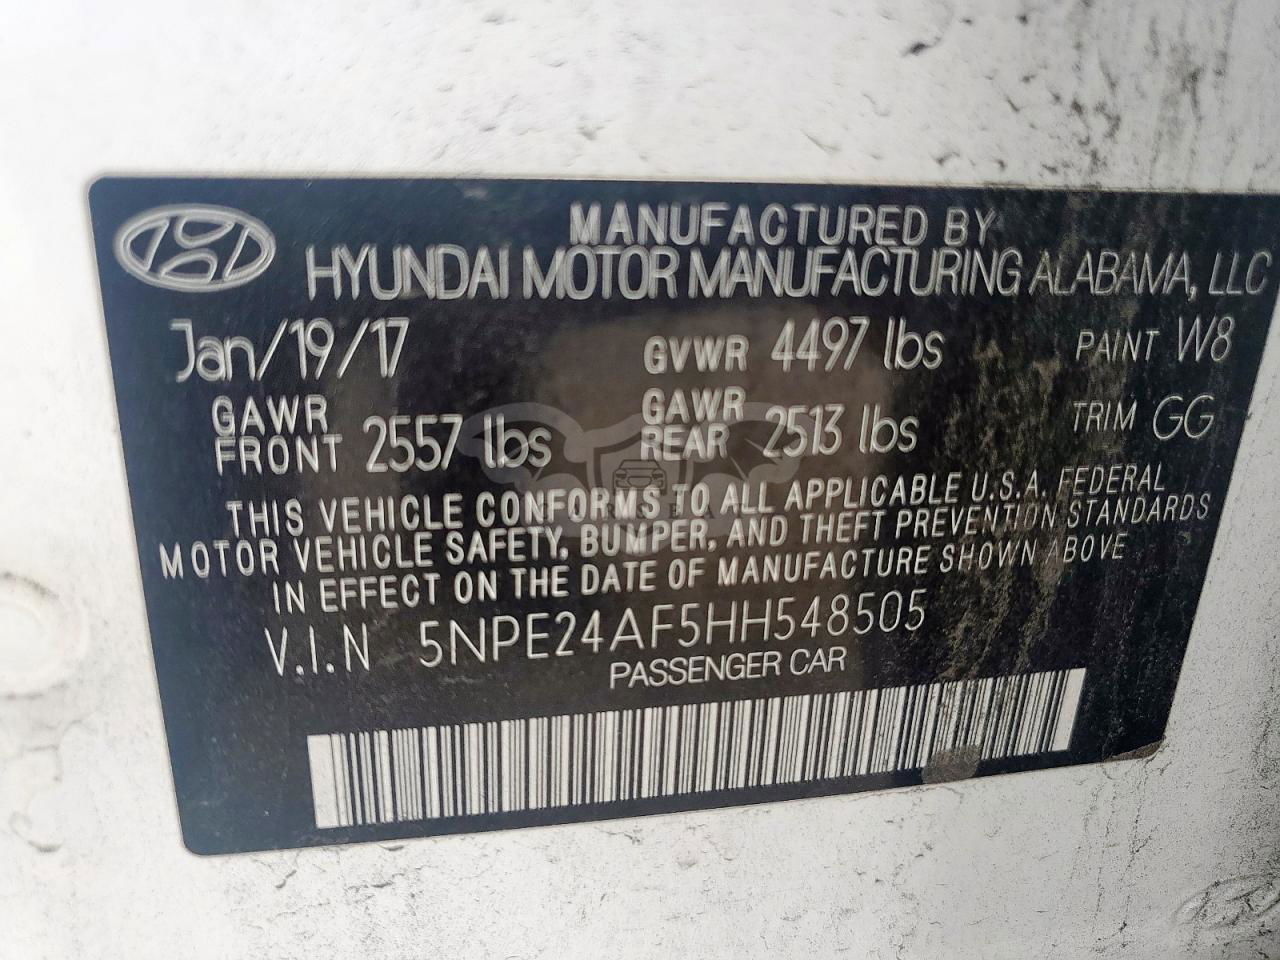 MANUFACTURED BY
HYUNDAI MOTOR MANUFACTURING ALABAMA, LLC
Jan/19/17 GVWR 4497 lbs PAINT W8
GAWR FRONT 2557 lbs GAWR REAR 2513 lbs TRIM GG
THIS VEHICLE CONFORMS TO ALL APPLICABLE U.S.A. FEDERAL
MOTOR VEHICLE SAFETY, BUMPER, AND THEFT PREVENTION STANDARDS
IN EFFECT ON THE DATE OF MANUFACTURE SHOWN ABOVE
V.I.N 5NPE24AF5HH548505
PASSENGER CAR